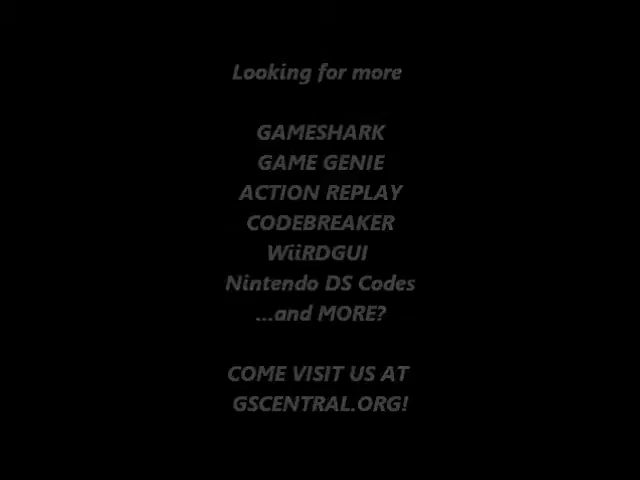 Looking for more
GAMESHARK
GAME GENIE
ACTION REPLAY
CODEBREAKER
WiiRDGUI
Nintendo DS Codes
...and MORE?
COME VISIT US AT
GSCENTRAL.ORG!